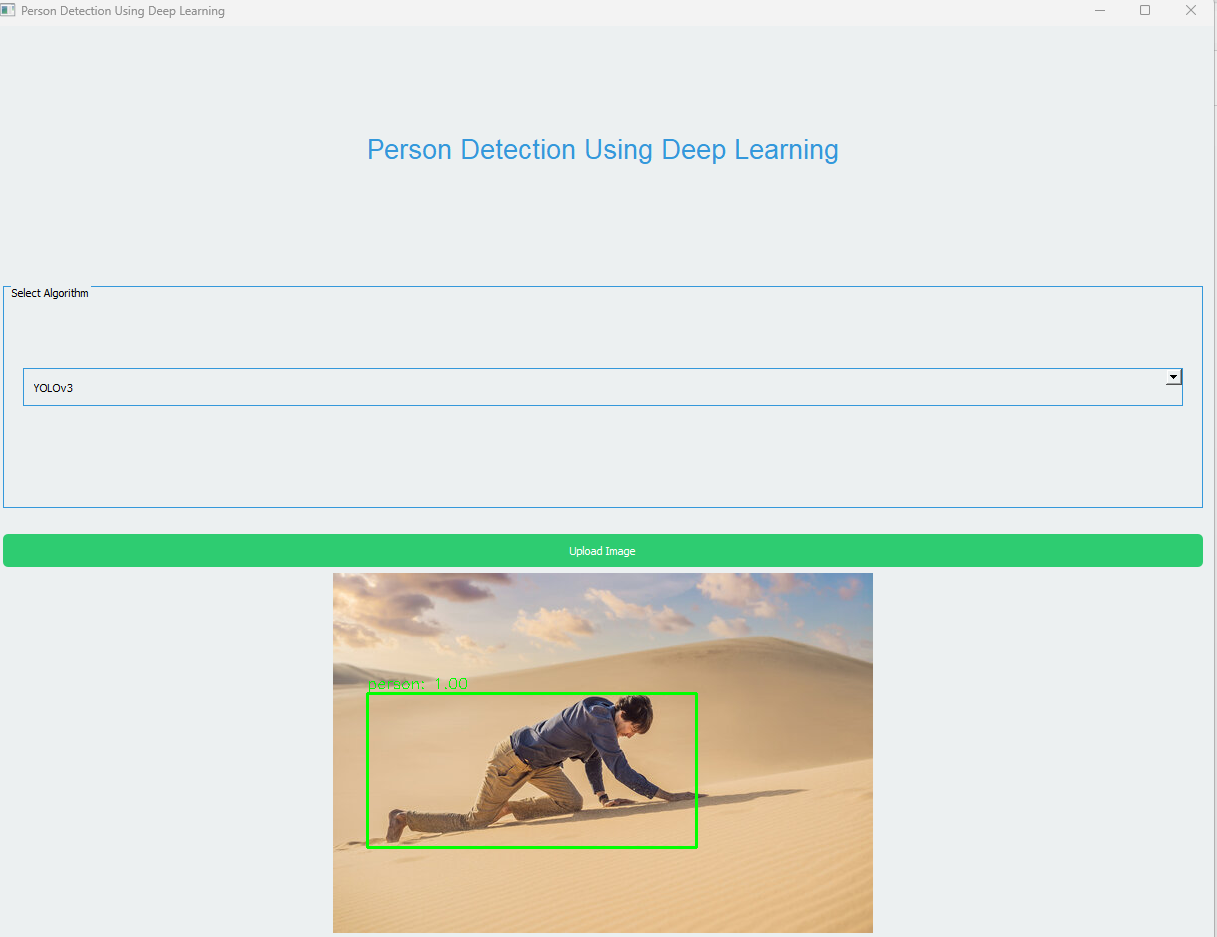 Person Detection Using Deep Learning
Person Detection Using Deep Learning
Select Algorithm
YOLOv3
Upload Image
person: 1.00